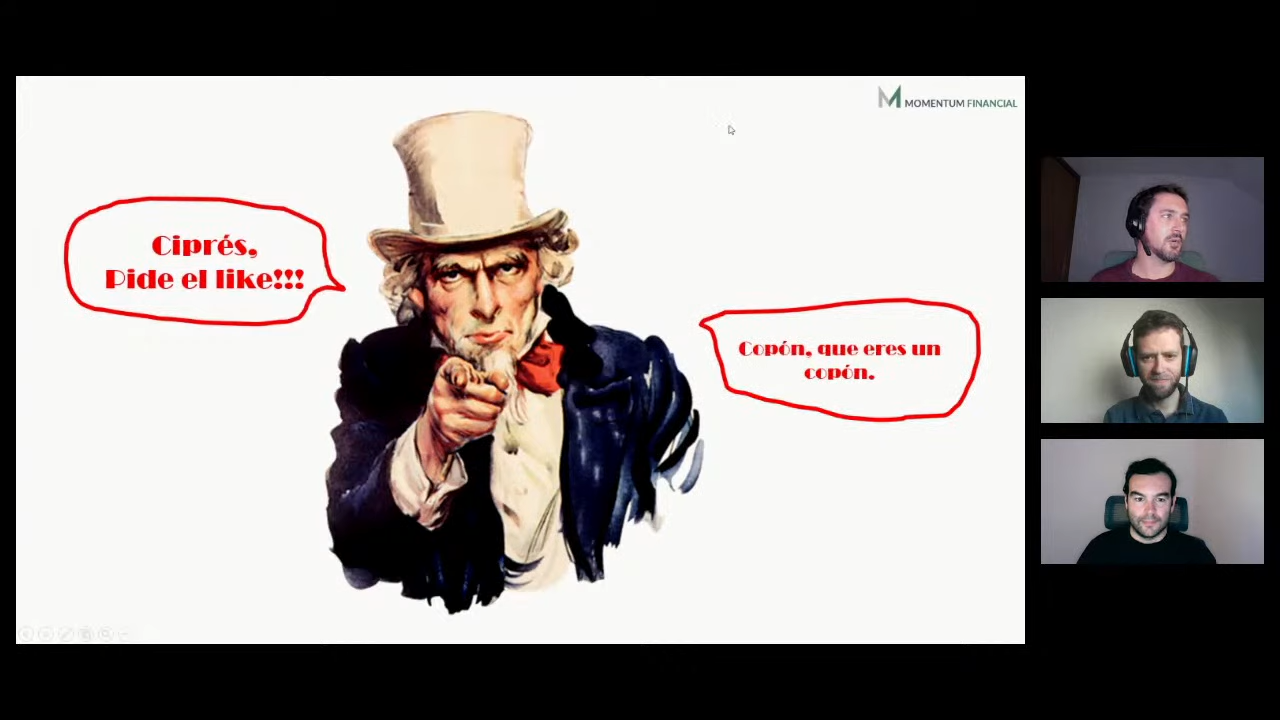 MOMENTUM FINANCIAL
Ciprés,
Pide el like!!!
Copón, que eres un
copón.